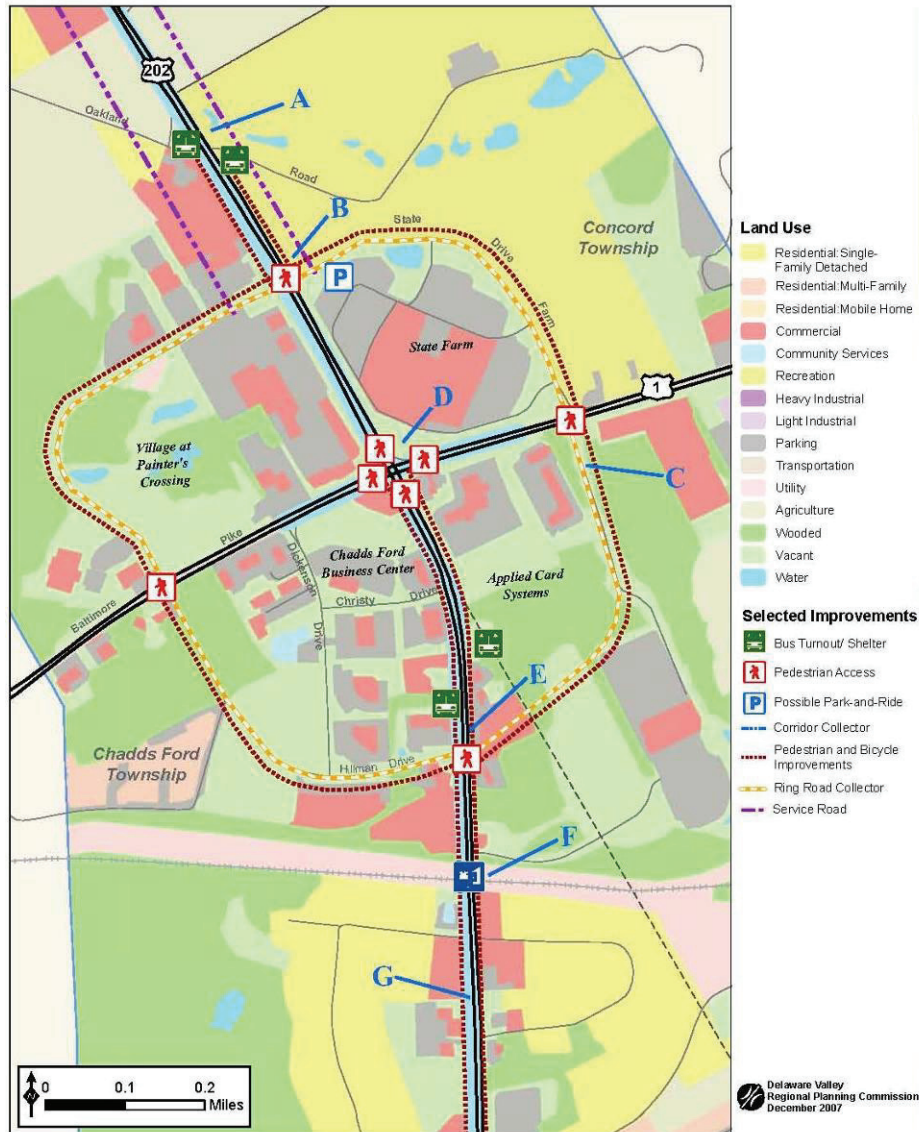 202
A
Oakland
Road
B
State
Drive
Farm
Concord
Township
P
State Farm
1
D
C
Village at
Painter's
Crossing
Pike
Baltimore
Dickenson
Drive
Chadds Ford
Business Center
Christy Drive
Applied Card
Systems
E
Chadds Ford
Township
Hillman Drive
F
G
N
0 0.1 0.2
Miles
Land Use
Residential:Single-
Family Detached
Residential:Multi-Family
Residential:Mobile Home
Commercial
Community Services
Recreation
Heavy Industrial
Light Industrial
Parking
Transportation
Utility
Agriculture
Wooded
Vacant
Water
Selected Improvements
Bus Turnout/ Shelter
Pedestrian Access
P
Possible Park-and-Ride
Corridor Collector
Pedestrian and Bicycle
Improvements
Ring Road Collector
Service Road
Delaware Valley
Regional Planning Commission
December 2007